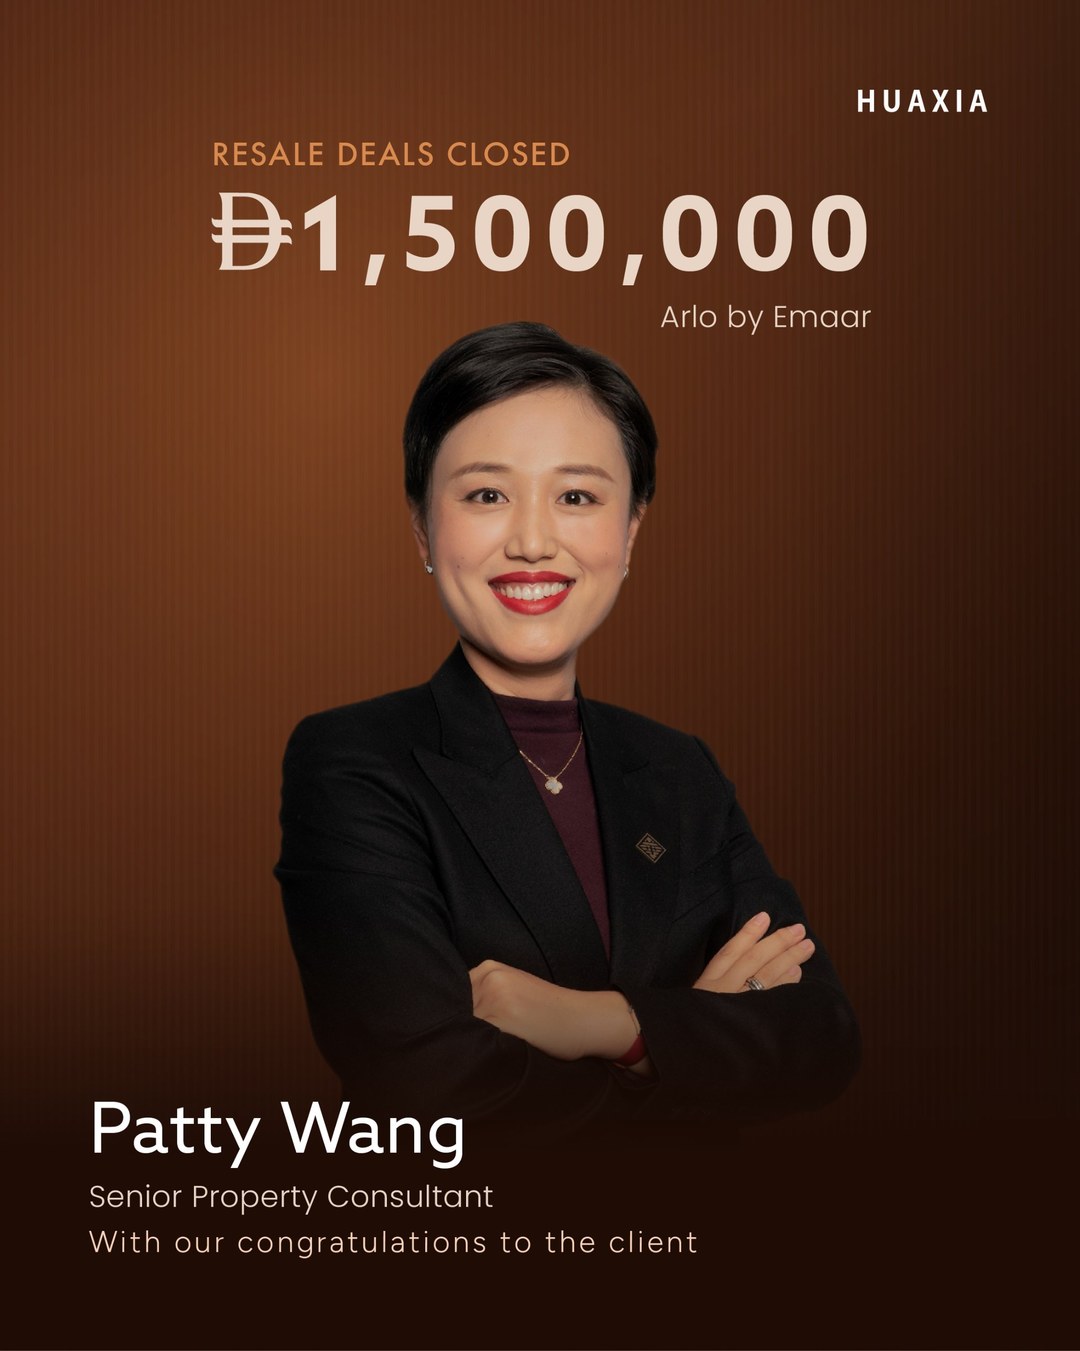 HUAXIA
RESALE DEALS CLOSED
1,500,000
Arlo by Emaar
Patty Wang
Senior Property Consultant
With our congratulations to the client